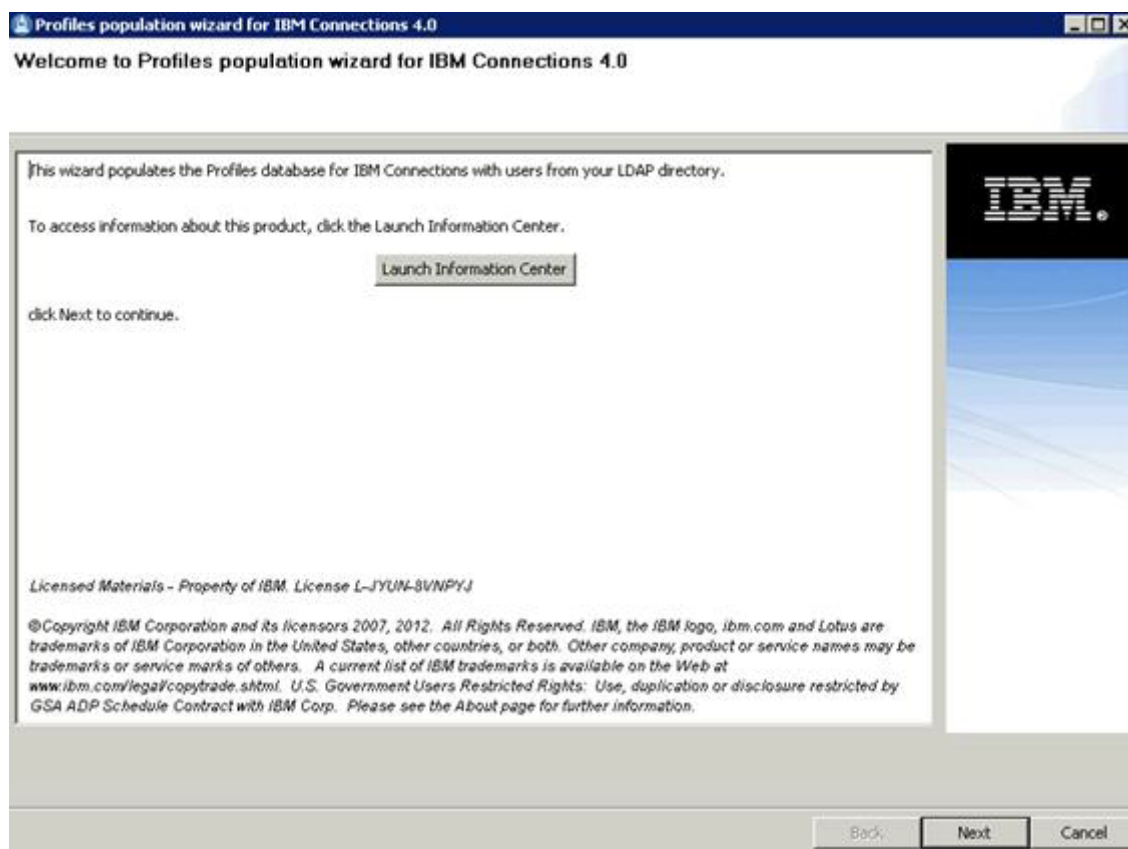 Profiles population wizard for IBM Connections 4.0
Welcome to Profiles population wizard for IBM Connections 4.0
This wizard populates the Profiles database for IBM Connections with users from your LDAP directory.
IBM®
To access information about this product, click the Launch Information Center.
Launch Information Center
click Next to continue.
Licensed Materials - Property of IBM. License L-JYUN-8VNPYJ
©Copyright IBM Corporation and its licensors 2007, 2012. All Rights Reserved. IBM, the IBM logo, ibm.com and Lotus are
trademarks of IBM Corporation in the United States, other countries, or both. Other company, product or service names may be
trademarks or service marks of others. A current list of IBM trademarks is available on the Web at
www.ibm.com/legal/copytrade.shtml. U.S. Government Users Restricted Rights: Use, duplication or disclosure restricted by
GSA ADP Schedule Contract with IBM Corp. Please see the About page for further information.
Back Next Cancel